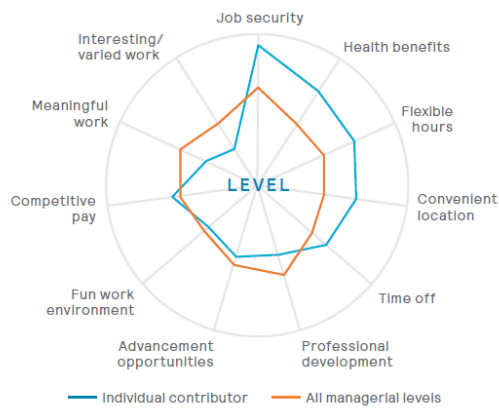 Job security
Interesting/
varied work
Health benefits
Meaningful
work
Flexible
hours
LEVEL
Competitive
pay
Convenient
location
Fun work
environment
Time off
Advancement
opportunities
Professional
development
Individual contributor
All managerial levels